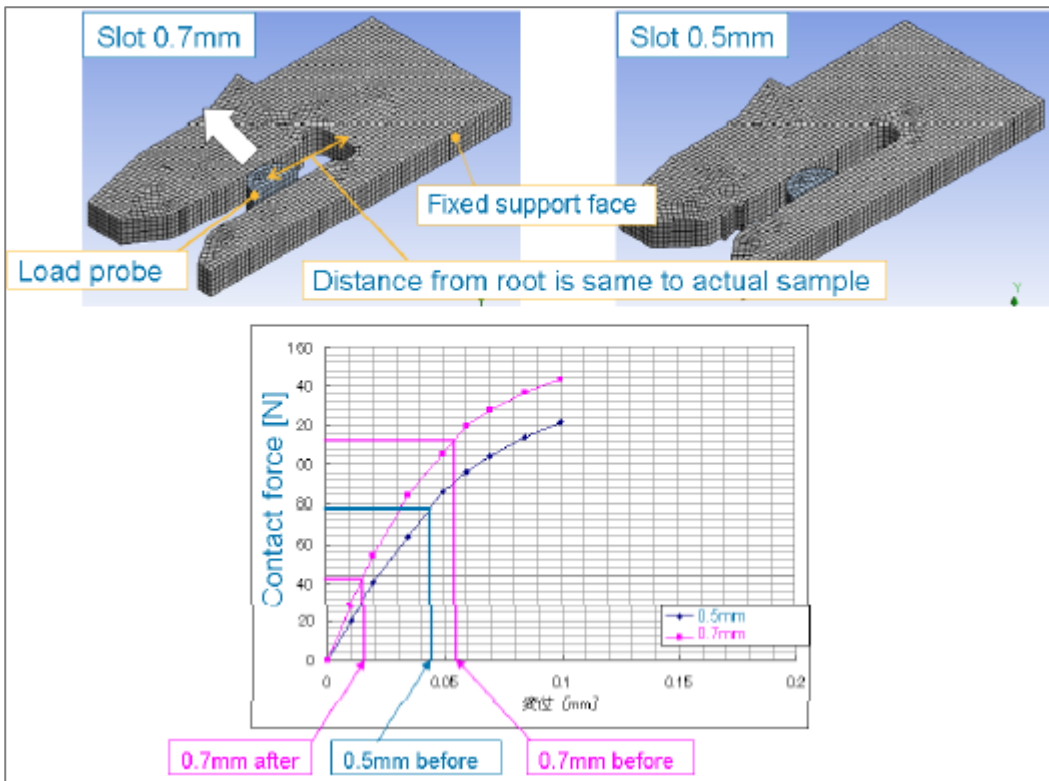 Slot 0.7mm
Slot 0.5mm
Fixed support face
Load probe
Distance from root is same to actual sample
Y
Contact force [N]
160
40
20
00
80
60
40
20
0
0
0.05
0.1
0.15
0.2
変位 [mm]
0.5mm
0.7mm
0.7mm after
0.5mm before
0.7mm before